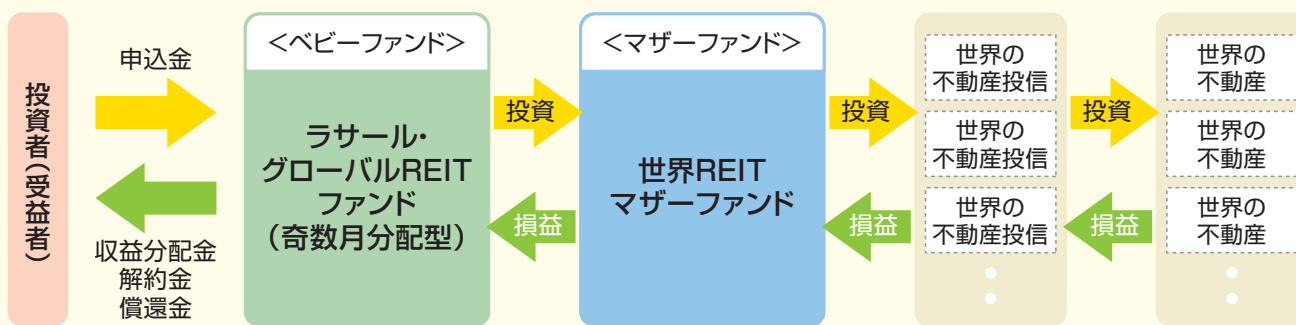 投資者(受益者)
申込金
収益分配金
解約金
償還金
＜ベビーファンド＞
ラサール・
グローバルREIT
ファンド
(奇数月分配型)
投資
損益
＜マザーファンド＞
世界REIT
マザーファンド
投資
損益
世界の
不動産投信
世界の
不動産投信
世界の
不動産投信
投資
損益
世界の
不動産
世界の
不動産
世界の
不動産